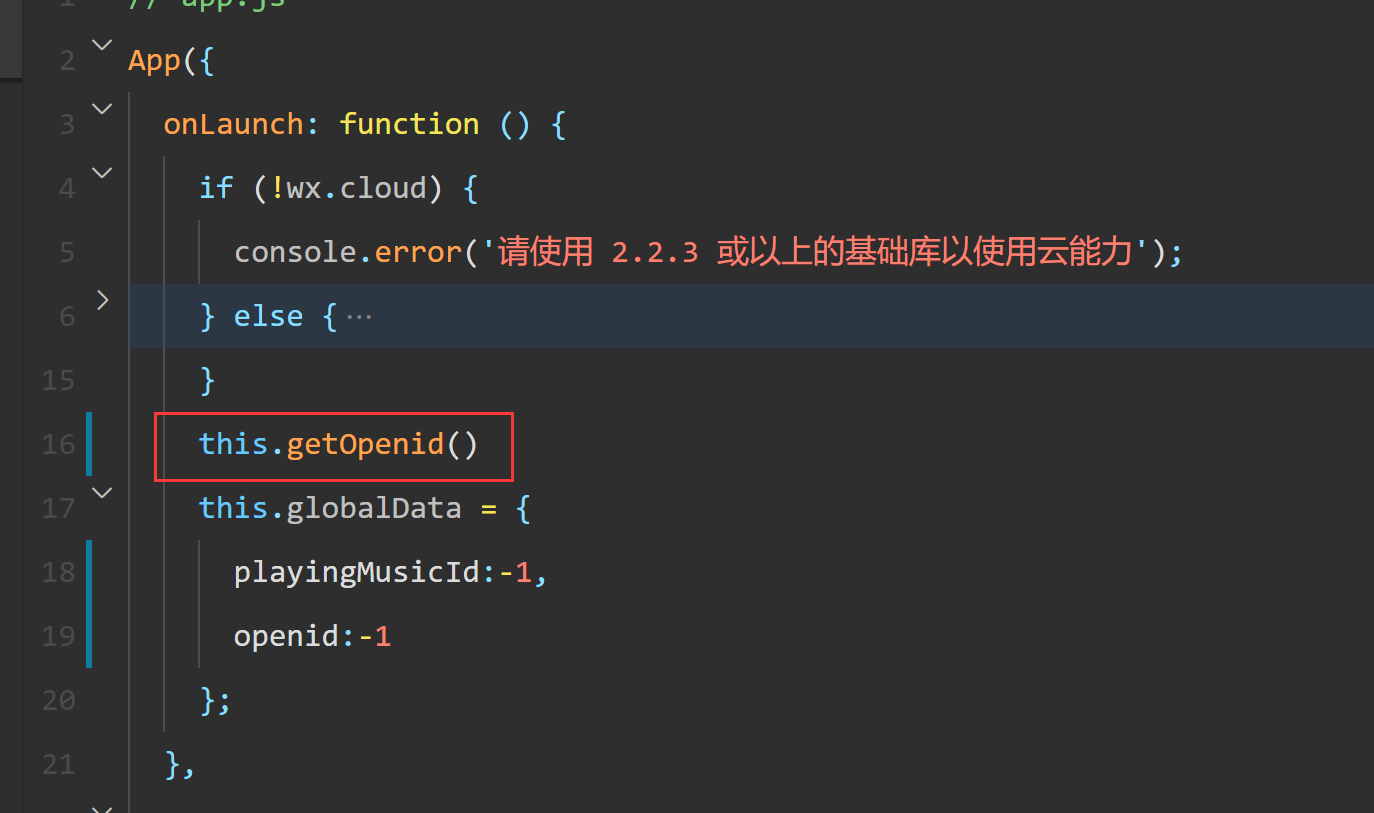 1 // app.js
2 App({
3 onLaunch: function () {
4 if (!wx.cloud) {
5 console.error('请使用 2.2.3 或以上的基础库以使用云能力');
6 } else {···
15 }
16 this.getOpenid()
17 this.globalData = {
18 playingMusicId:-1,
19 openid:-1
20 };
21 },